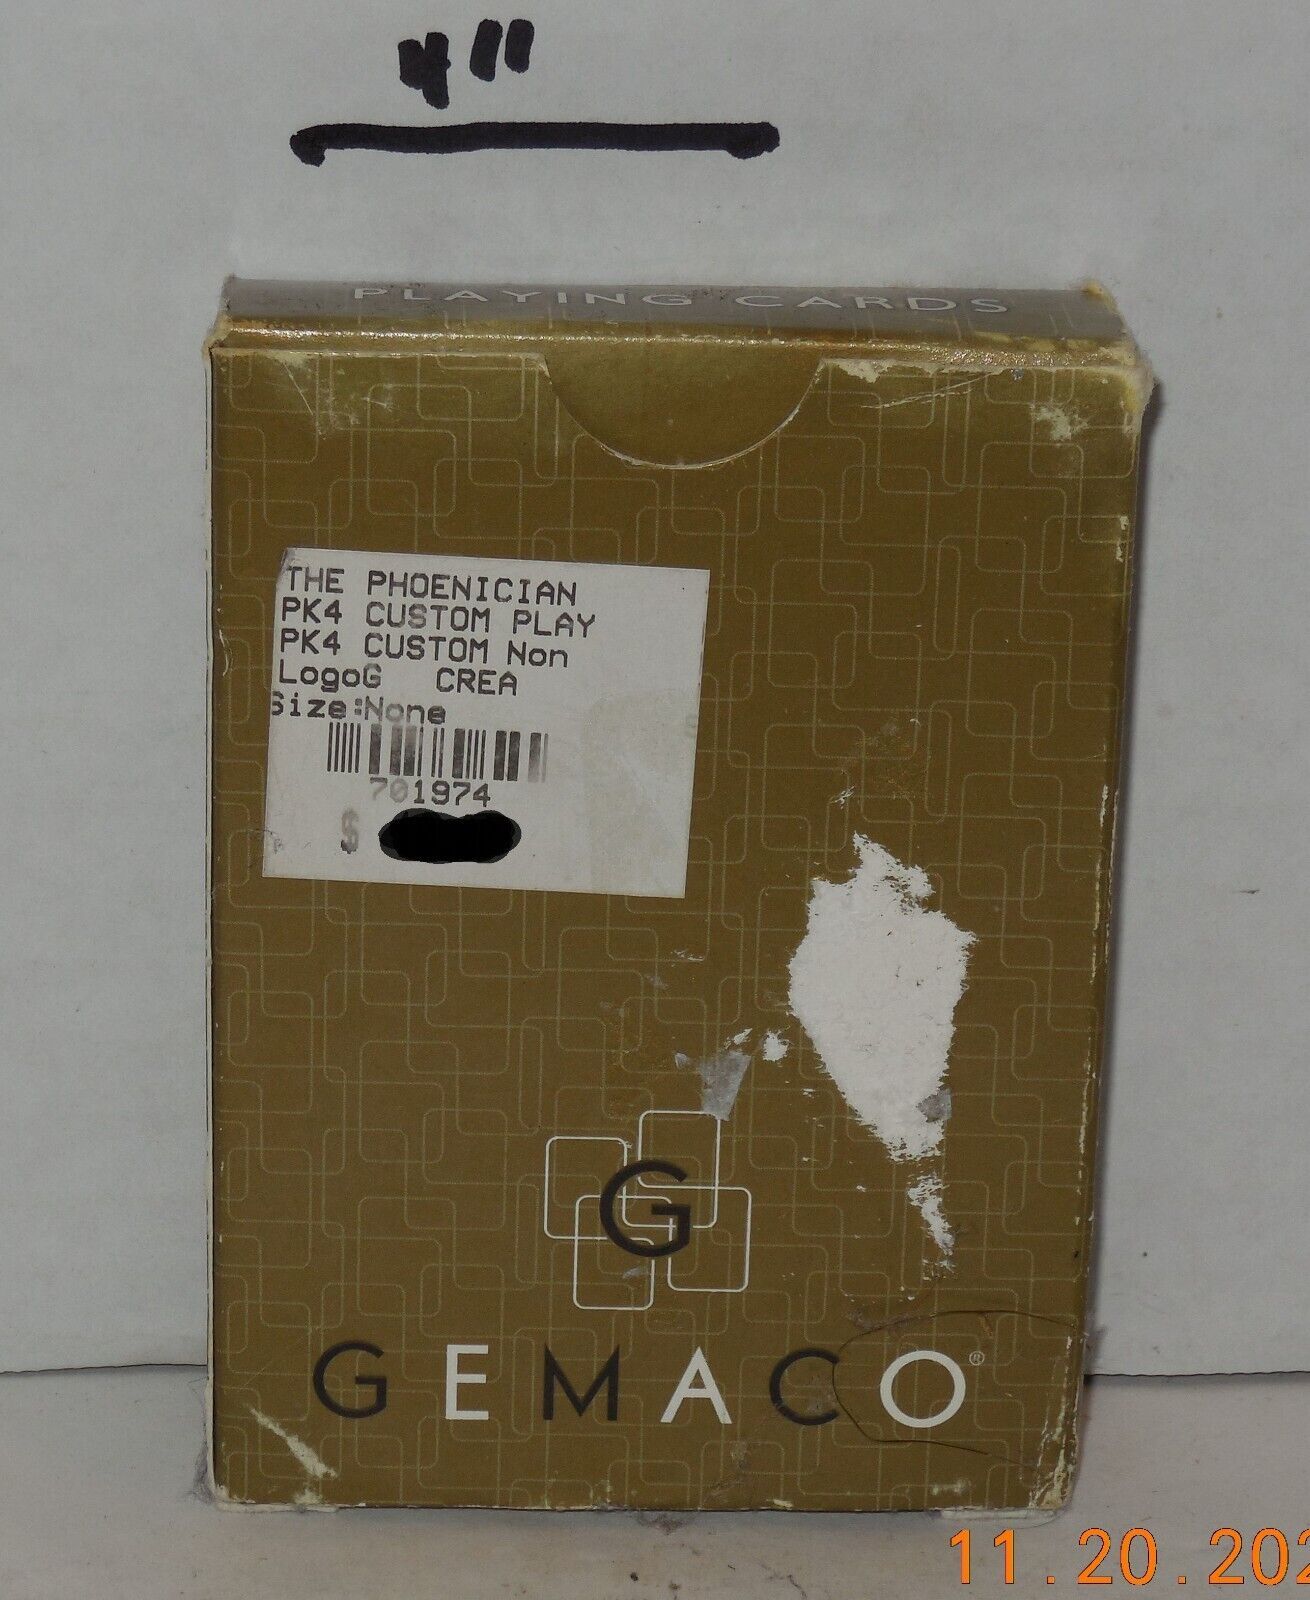 4"
PLAYING CARDS
THE PHOENICIAN
PK4 CUSTOM PLAY
PK4 CUSTOM Non
LogoG CREA
Size:None
701974
$
G
GEMACO®
11.20.202